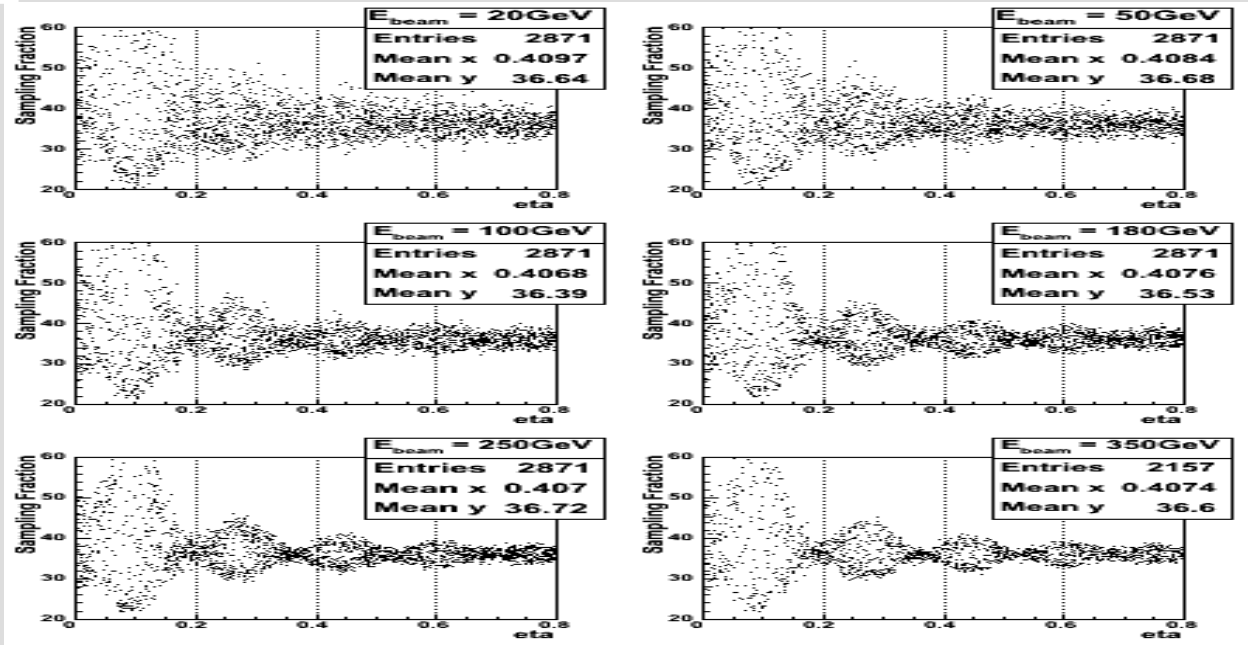 E_beam = 20GeV
Entries 2871
Mean x 0.4097
Mean y 36.64
Sampling Fraction
60
50
40
30
20
0 0.2 0.4 0.6 0.8
eta
E_beam = 50GeV
Entries 2871
Mean x 0.4084
Mean y 36.68
Sampling Fraction
60
50
40
30
20
0 0.2 0.4 0.6 0.8
eta
E_beam = 100GeV
Entries 2871
Mean x 0.4068
Mean y 36.39
Sampling Fraction
60
50
40
30
20
0 0.2 0.4 0.6 0.8
eta
E_beam = 180GeV
Entries 2871
Mean x 0.4076
Mean y 36.53
Sampling Fraction
60
50
40
30
20
0 0.2 0.4 0.6 0.8
eta
E_beam = 250GeV
Entries 2871
Mean x 0.407
Mean y 36.72
Sampling Fraction
60
50
40
30
20
0 0.2 0.4 0.6 0.8
eta
E_beam = 350GeV
Entries 2157
Mean x 0.4074
Mean y 36.6
Sampling Fraction
60
50
40
30
20
0 0.2 0.4 0.6 0.8
eta